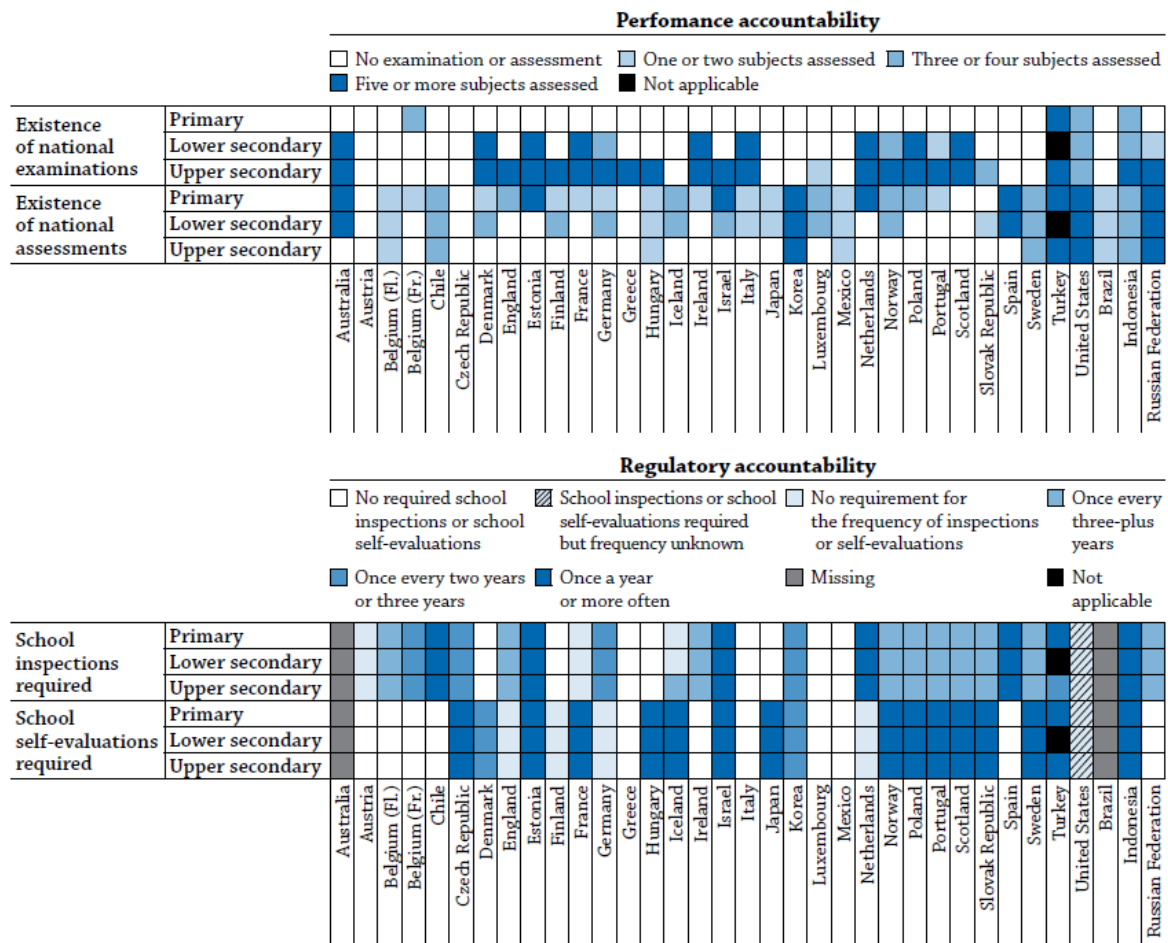 Perfomance accountability
No examination or assessment One or two subjects assessed Three or four subjects assessed
Five or more subjects assessed Not applicable
Existence
of national
examinations
Primary
Lower secondary
Upper secondary
Existence
of national
assessments
Primary
Lower secondary
Upper secondary
Australia
Austria
Belgium (Fl.)
Belgium (Fr.)
Chile
Czech Republic
Denmark
England
Estonia
Finland
France
Germany
Greece
Hungary
Iceland
Ireland
Israel
Italy
Japan
Korea
Luxembourg
Mexico
Netherlands
Norway
Poland
Portugal
Scotland
Slovak Republic
Spain
Sweden
Turkey
United States
Brazil
Indonesia
Russian Federation
Regulatory accountability
No required school
inspections or school
self-evaluations
School inspections or school
self-evaluations required
but frequency unknown
No requirement for
the frequency of inspections
or self-evaluations
Once every
three-plus
years
Once every two years
or three years
Once a year
or more often
Missing
Not
applicable
School
inspections
required
Primary
Lower secondary
Upper secondary
School
self-evaluations
required
Primary
Lower secondary
Upper secondary
Australia
Austria
Belgium (Fl.)
Belgium (Fr.)
Chile
Czech Republic
Denmark
England
Estonia
Finland
France
Germany
Greece
Hungary
Iceland
Ireland
Israel
Italy
Japan
Korea
Luxembourg
Mexico
Netherlands
Norway
Poland
Portugal
Scotland
Slovak Republic
Spain
Sweden
Turkey
United States
Brazil
Indonesia
Russian Federation